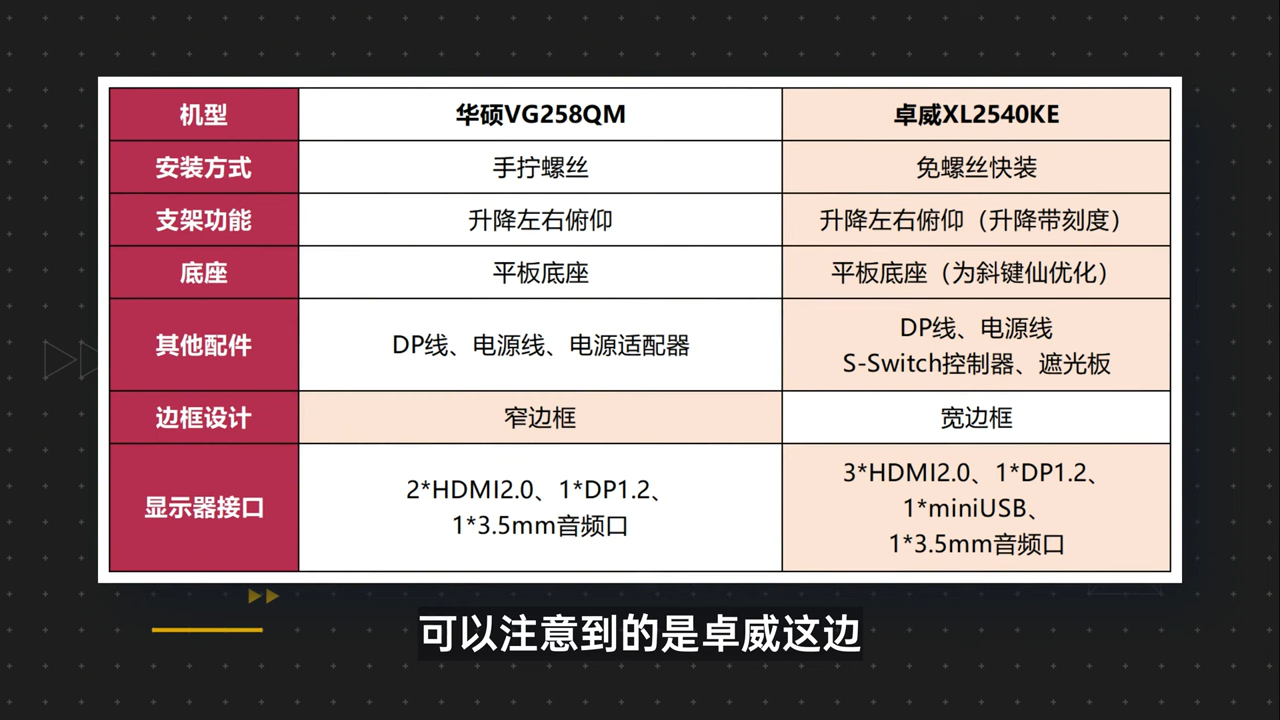 机型 华硕VG258QM 卓威XL2540KE
安装方式 手拧螺丝 免螺丝快装
支架功能 升降左右俯仰 升降左右俯仰（升降带刻度）
底座 平板底座 平板底座（为斜键仙优化）
其他配件 DP线、电源线、电源适配器 DP线、电源线
S-Switch控制器、遮光板
边框设计 窄边框 宽边框
显示器接口 2*HDMI2.0、1*DP1.2、
1*3.5mm音频口
3*HDMI2.0、1*DP1.2、
1*miniUSB、
1*3.5mm音频口
可以注意到的是卓威这边